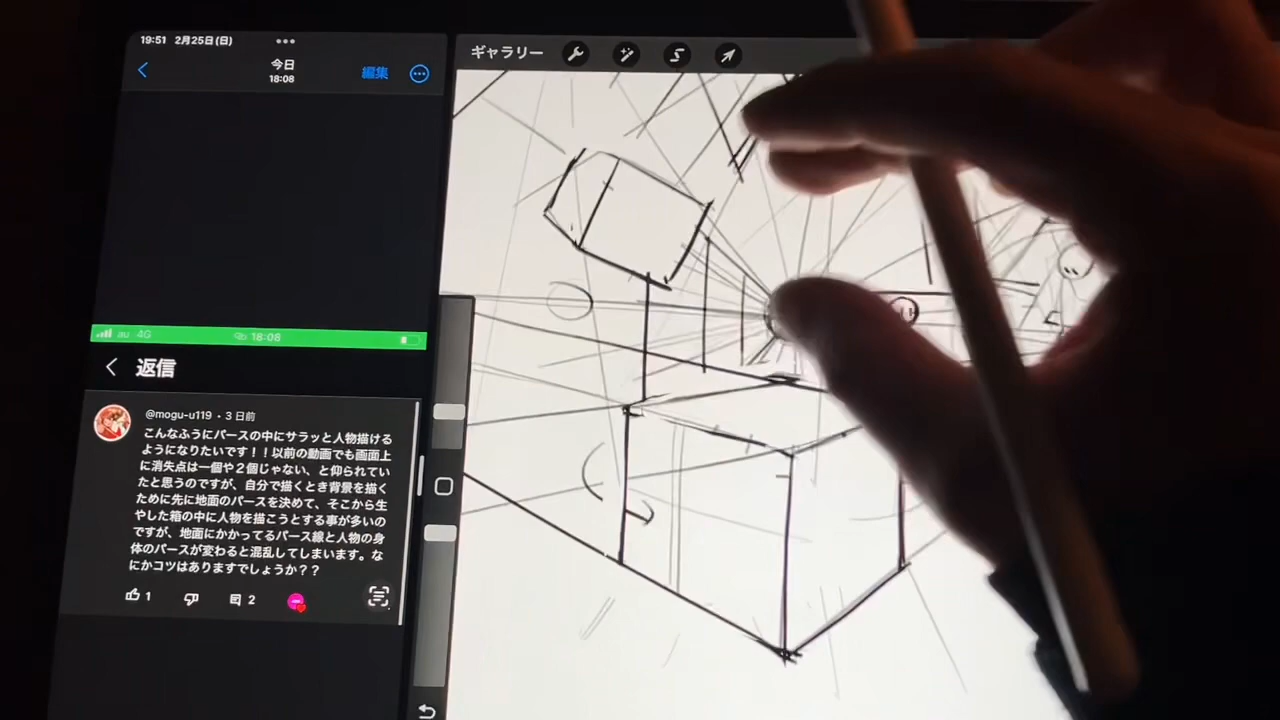 19:51 2月25日(日)
今日
18:08
編集
ギャラリー
au 4G
18:08
返信
@mogu-u119・3 日前
こんなふうにパースの中にサラッと人物描ける
ようになりたいです！！以前の動画でも画面上
に消失点は一個や２個じゃない、と仰られてい
たと思うのですが、自分で描くとき背景を描く
ために先に地面のパースを決めて、そこから生
やした箱の中に人物を描こうとする事が多いの
ですが、地面にかかってるパース線と人物の身
体のパースが変わると混乱してしまいます。な
にかコツはありますでしょうか？？
1
2